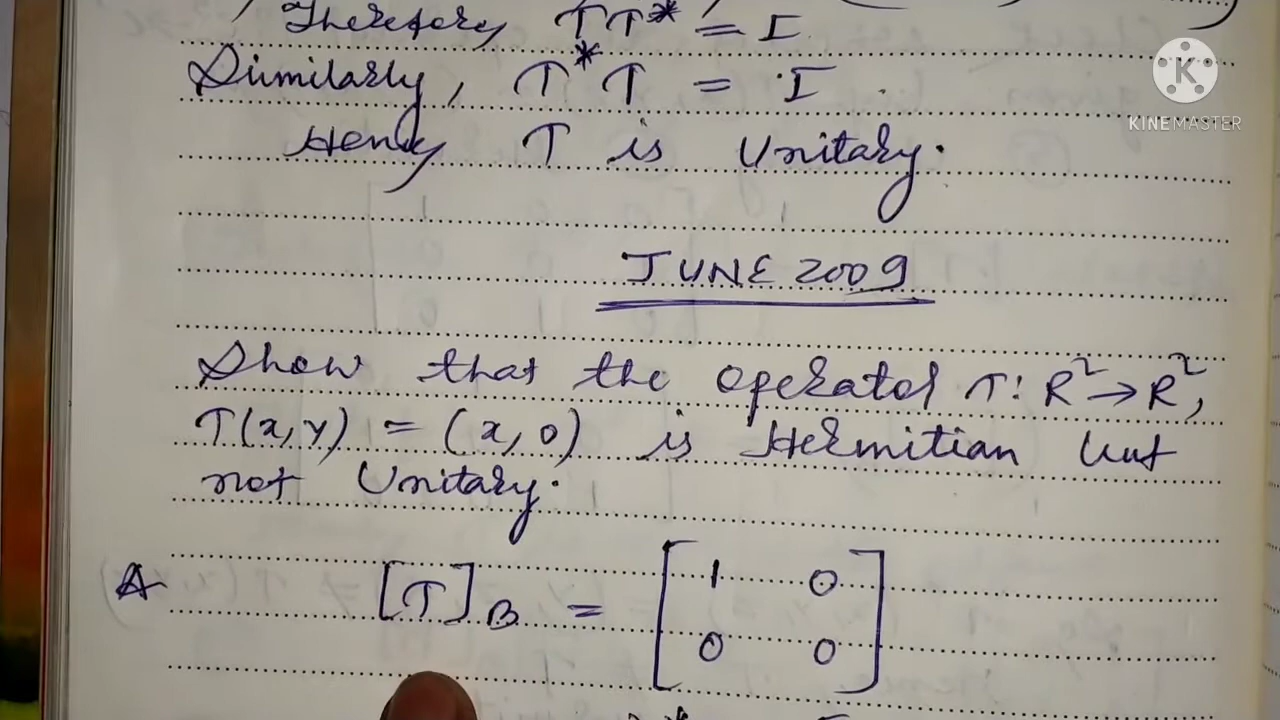 Therefore TT* = I
Similarly, T*T = I.
Hence T is Unitary.
JUNE 2009
Show that the operator T: R² → R²,
T(x,y) = (x,0) is Hermitian but
not Unitary.
A [T]B = [ 1 0
0 0 ]
K
KINEMASTER